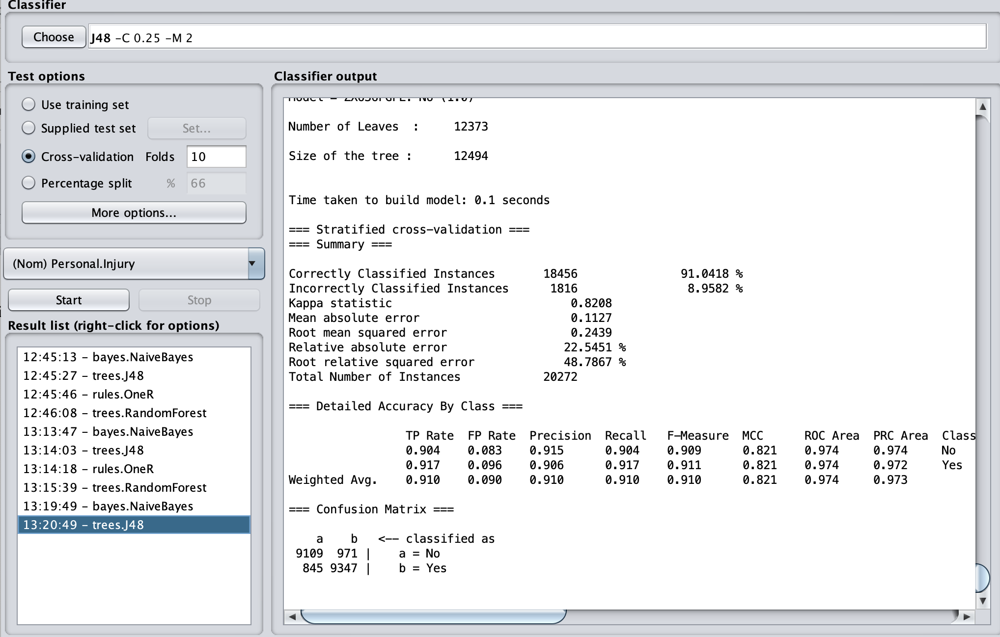 Classifier
Choose J48 -C 0.25 -M 2
Test options
Use training set
Supplied test set Set...
Cross-validation Folds 10
Percentage split % 66
More options...
(Nom) Personal.Injury
Start Stop
Result list (right-click for options)
12:45:13 - bayes.NaiveBayes
12:45:27 - trees.J48
12:45:46 - rules.OneR
12:46:08 - trees.RandomForest
13:13:47 - bayes.NaiveBayes
13:14:03 - trees.J48
13:14:18 - rules.OneR
13:15:39 - trees.RandomForest
13:19:49 - bayes.NaiveBayes
13:20:49 - trees.J48
Classifier output
Number of Leaves : 12373
Size of the tree : 12494
Time taken to build model: 0.1 seconds
=== Stratified cross-validation ===
=== Summary ===
Correctly Classified Instances 18456 91.0418 %
Incorrectly Classified Instances 1816 8.9582 %
Kappa statistic 0.8208
Mean absolute error 0.1127
Root mean squared error 0.2439
Relative absolute error 22.5451 %
Root relative squared error 48.7867 %
Total Number of Instances 20272
=== Detailed Accuracy By Class ===
TP Rate FP Rate Precision Recall F-Measure MCC ROC Area PRC Area Class
0.904 0.083 0.915 0.904 0.909 0.821 0.974 0.974 No
0.917 0.096 0.906 0.917 0.911 0.821 0.974 0.972 Yes
Weighted Avg. 0.910 0.090 0.910 0.910 0.910 0.821 0.974 0.973
=== Confusion Matrix ===
a b <-- classified as
9109 971 | a = No
845 9347 | b = Yes